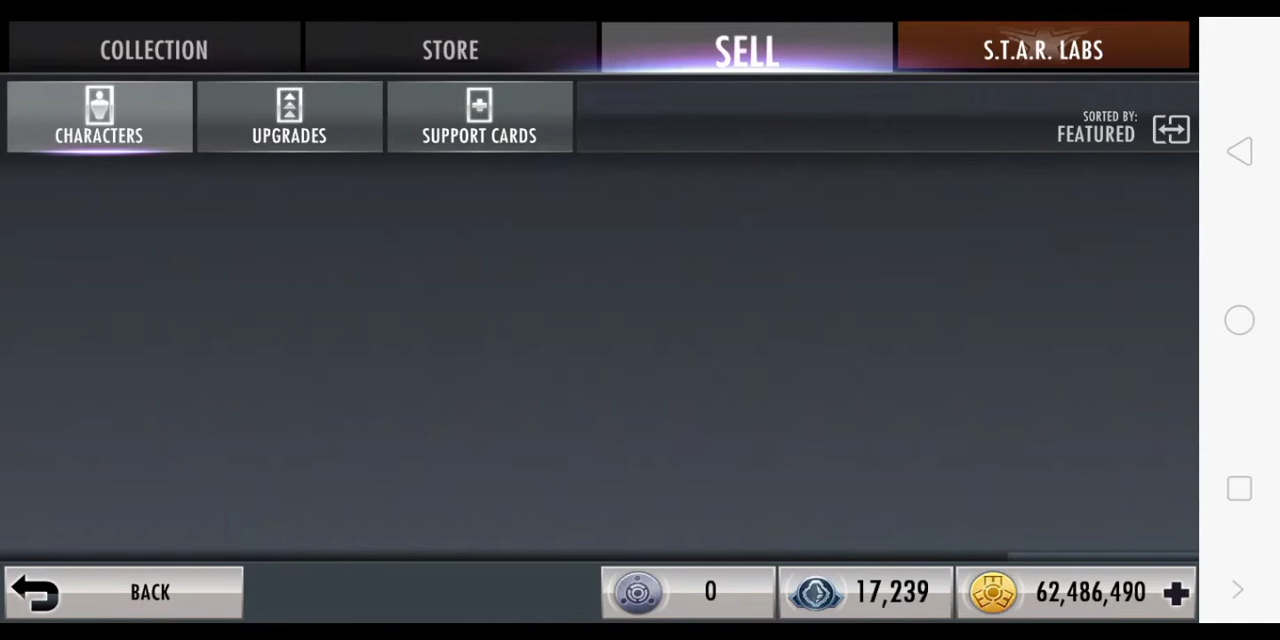 COLLECTION
STORE
SELL
S.T.A.R. LABS
CHARACTERS
UPGRADES
SUPPORT CARDS
SORTED BY:
FEATURED
BACK
0
17,239
62,486,490